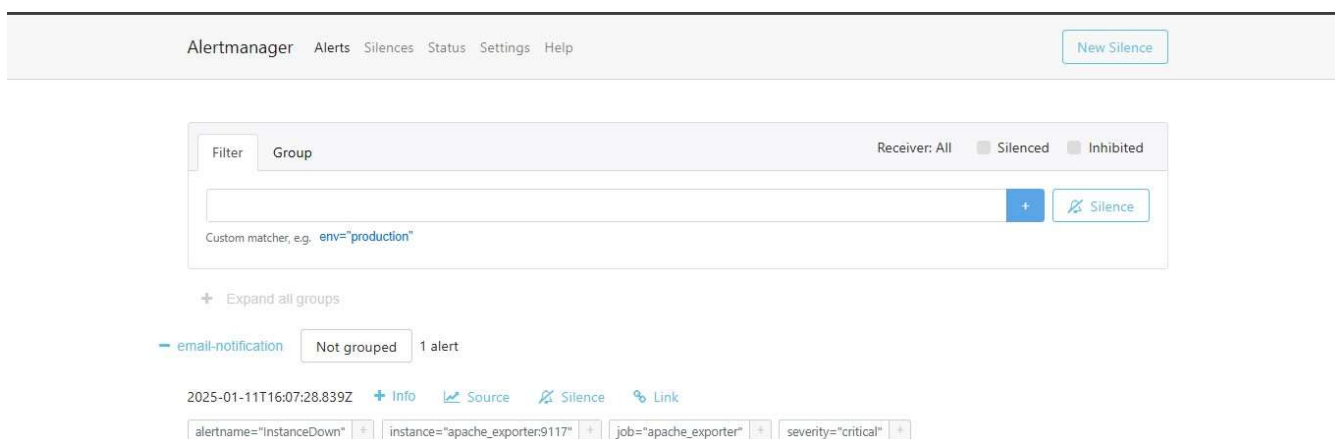 Alertmanager Alerts Silences Status Settings Help New Silence
Filter Group Receiver: All Silenced Inhibited
+ Silence
Custom matcher, e.g. env="production"
+ Expand all groups
− email-notification Not grouped 1 alert
2025-01-11T16:07:28.839Z + Info Source Silence Link
alertname="InstanceDown" + instance="apache_exporter:9117" + job="apache_exporter" + severity="critical" +